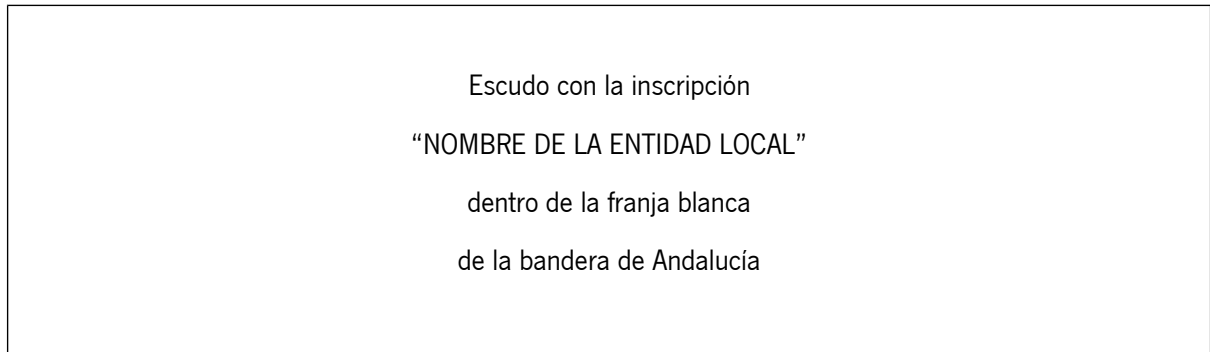 Escudo con la inscripción
“NOMBRE DE LA ENTIDAD LOCAL”
dentro de la franja blanca
de la bandera de Andalucía